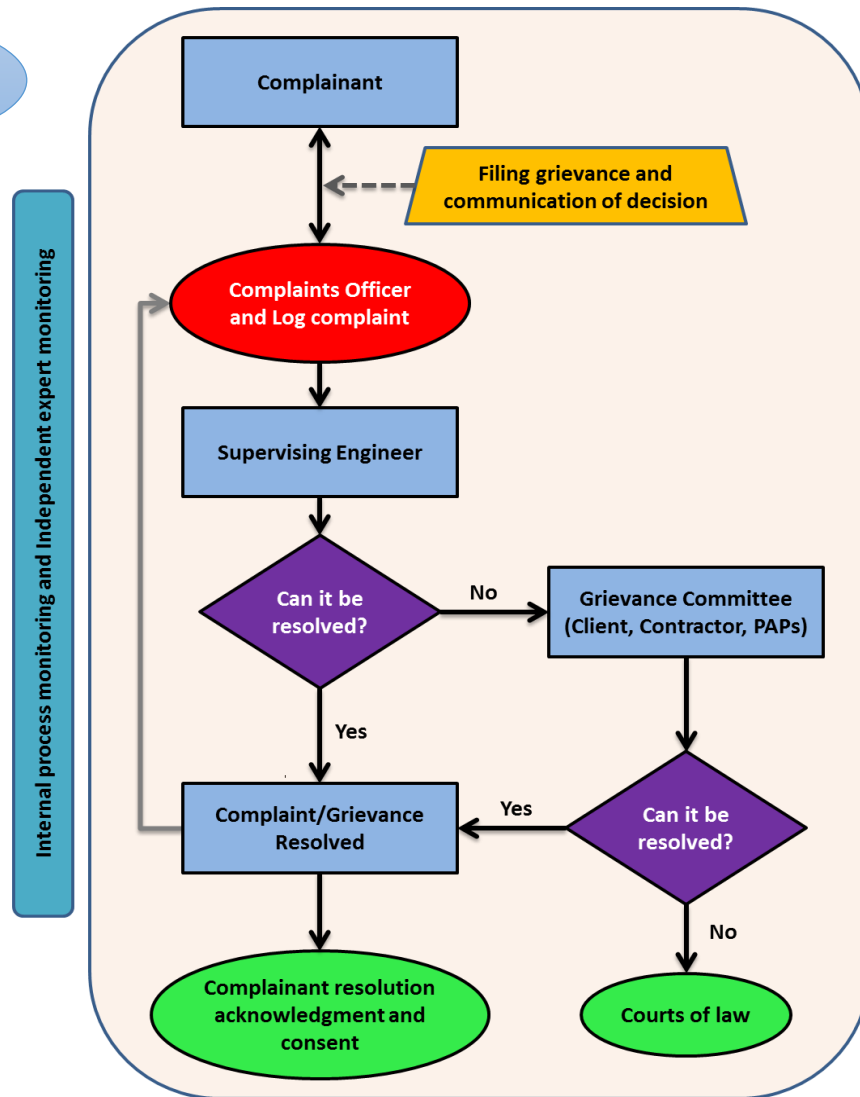 Complainant
Filing grievance and
communication of decision
Internal process monitoring and Independent expert monitoring
Complaints Officer
and Log complaint
Supervising Engineer
Can it be
resolved?
No
Grievance Committee
(Client, Contractor, PAPs)
Yes
Complaint/Grievance
Resolved
Yes
Can it be
resolved?
No
Complainant resolution
acknowledgment and
consent
Courts of law